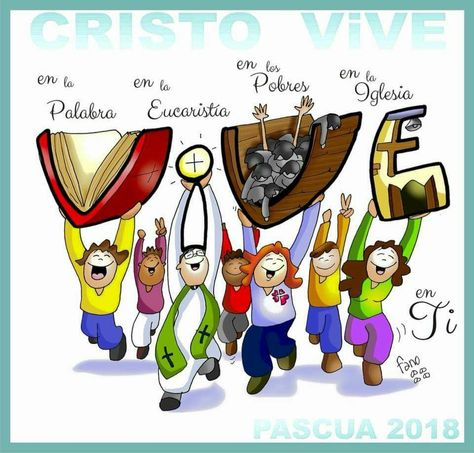 CRISTO ViVE
en la Palabra
en la Eucaristía
en los Pobres
en la Iglesia
ViVE
en Ti
fano
PASCUA 2018